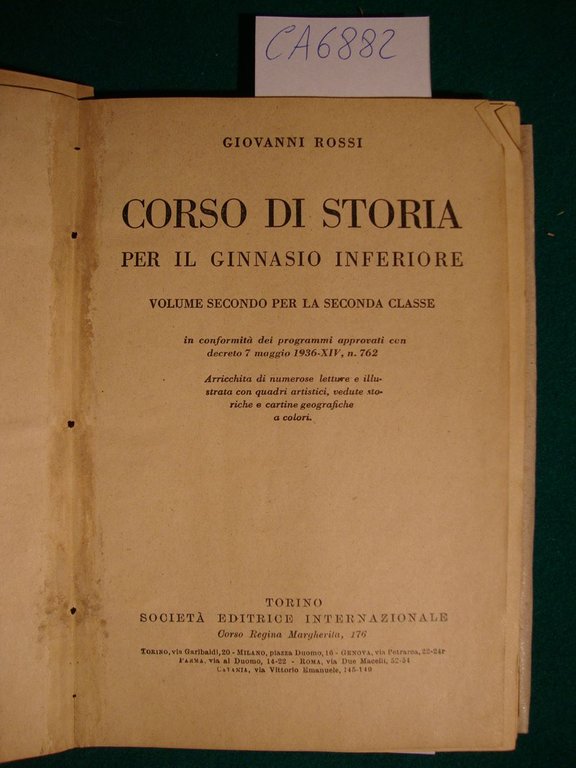 CA6882
GIOVANNI ROSSI
CORSO DI STORIA
PER IL GINNASIO INFERIORE
VOLUME SECONDO PER LA SECONDA CLASSE
in conformità dei programmi approvati con
decreto 7 maggio 1936-XIV, n. 762
Arricchita di numerose letture e illu-
strata con quadri artistici, vedute sto-
riche e cartine geografiche
a colori.
TORINO
SOCIETÀ EDITRICE INTERNAZIONALE
Corso Regina Margherita, 176
TORINO, via Garibaldi, 20 - MILANO, piazza Duomo, 16 - GENOVA, via Petrarca, 22-24r
PARMA, via al Duomo, 14-22 - ROMA, via Due Macelli, 52-54
CATANIA, via Vittorio Emanuele, 145-149